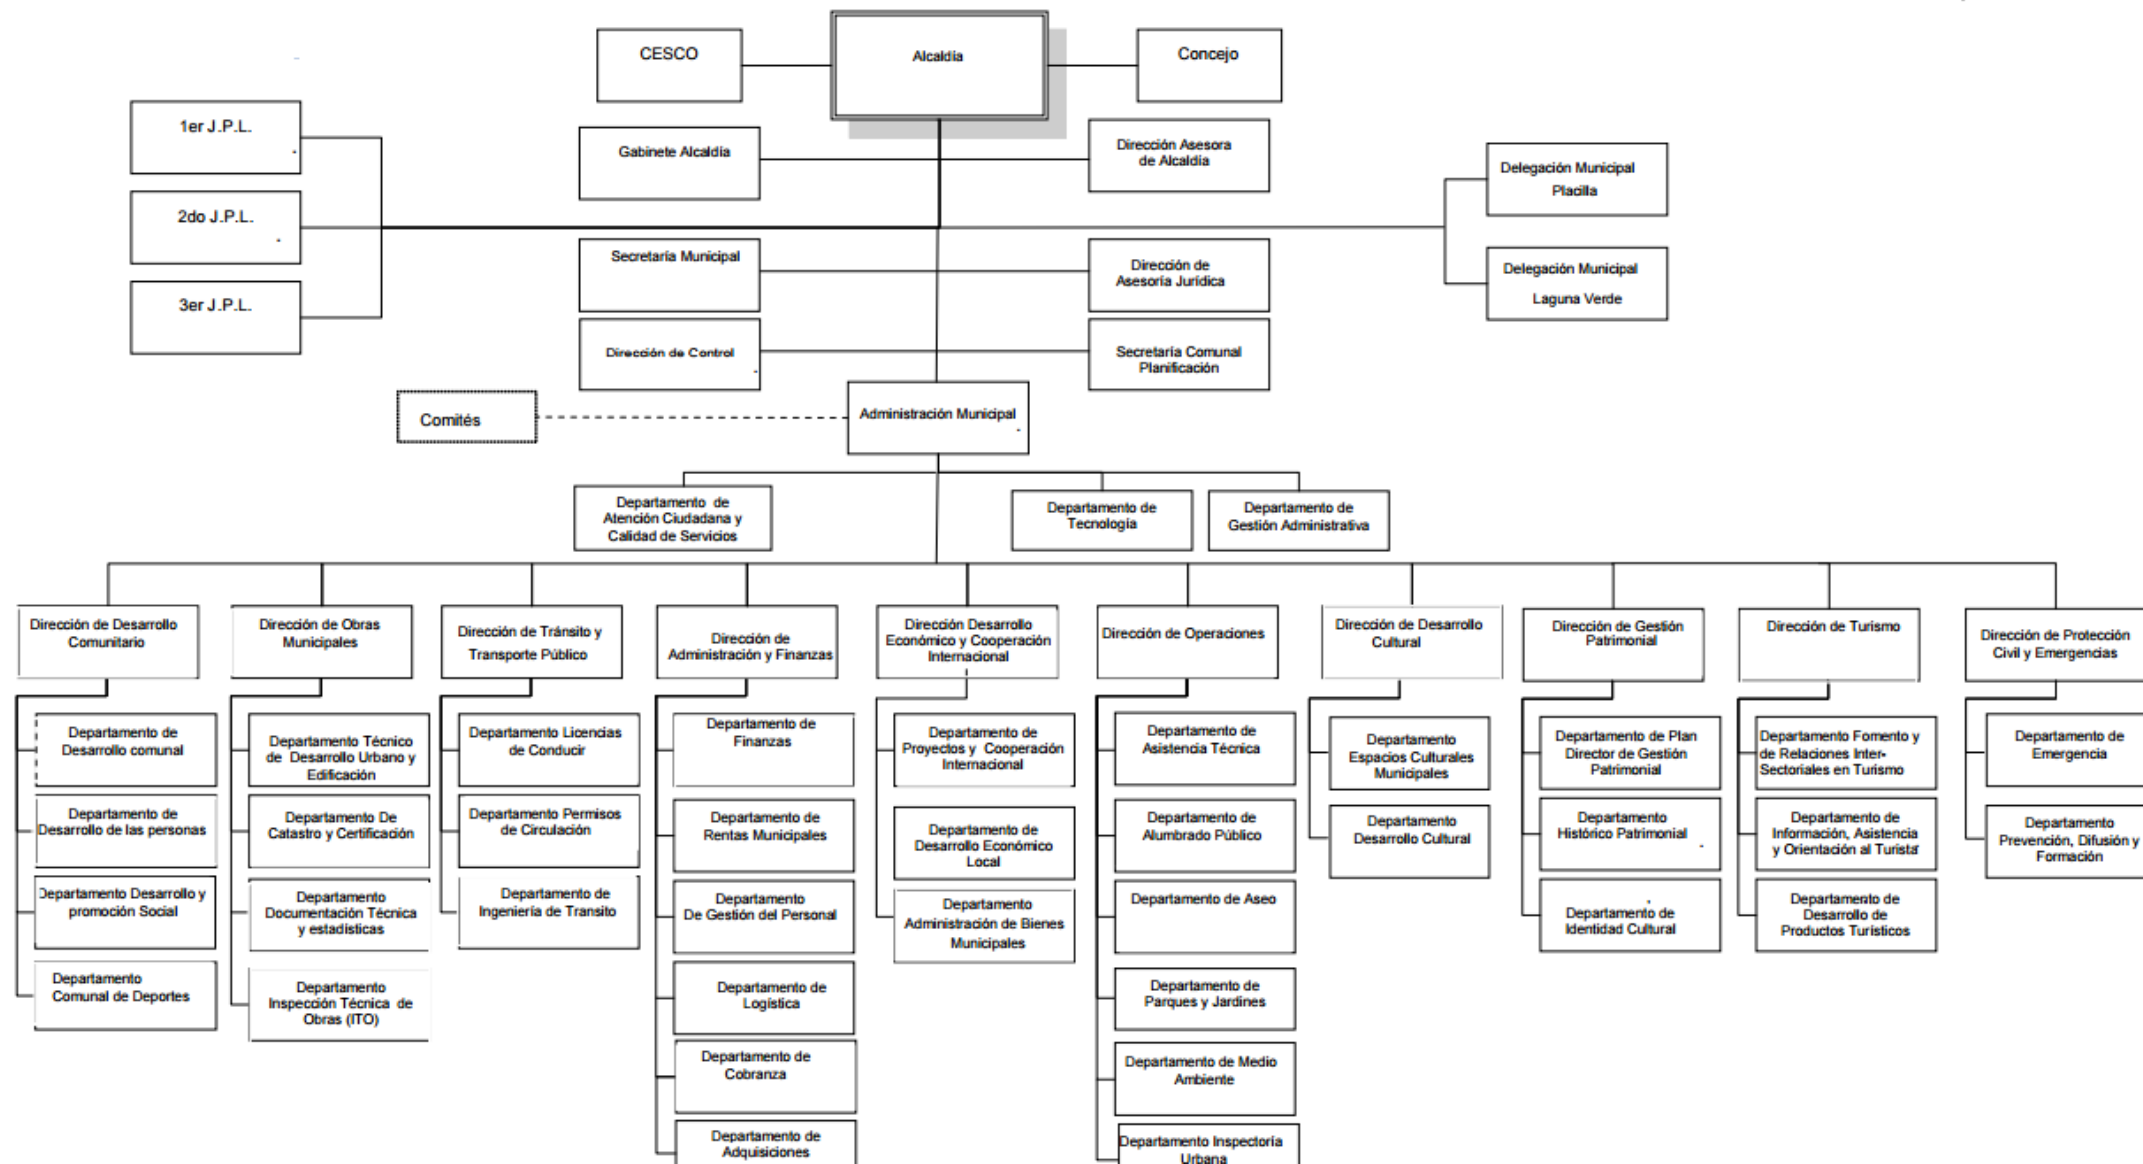 CESCO
Alcaldía
Concejo
1er J.P.L.
2do J.P.L.
3er J.P.L.
Gabinete Alcaldía
Dirección Asesora
de Alcaldía
Delegación Municipal
Placilla
Secretaría Municipal
Dirección de
Asesoría Jurídica
Delegación Municipal
Laguna Verde
Dirección de Control
Secretaría Comunal
Planificación
Comités
Administración Municipal
Departamento de
Atención Ciudadana y
Calidad de Servicios
Departamento de
Tecnología
Departamento de
Gestión Administrativa
Dirección de Desarrollo
Comunitario
Departamento de
Desarrollo comunal
Departamento de
Desarrollo de las personas
Departamento Desarrollo y
promoción Social
Departamento
Comunal de Deportes
Dirección de Obras
Municipales
Departamento Técnico
de Desarrollo Urbano y
Edificación
Departamento De
Catastro y Certificación
Departamento
Documentación Técnica
y estadísticas
Departamento
Inspección Técnica de
Obras (ITO)
Dirección de Tránsito y
Transporte Público
Departamento Licencias
de Conducir
Departamento Permisos
de Circulación
Departamento de
Ingeniería de Transito
Dirección de
Administración y Finanzas
Departamento de
Finanzas
Departamento de
Rentas Municipales
Departamento
De Gestión del Personal
Departamento de
Logística
Departamento de
Cobranza
Departamento de
Adquisiciones
Dirección Desarrollo
Económico y Cooperación
Internacional
Departamento de
Proyectos y Cooperación
Internacional
Departamento de
Desarrollo Económico
Local
Departamento
Administración de Bienes
Municipales
Dirección de Operaciones
Departamento de
Asistencia Técnica
Departamento de
Alumbrado Público
Departamento de Aseo
Departamento de
Parques y Jardines
Departamento de Medio
Ambiente
Departamento Inspectoría
Urbana
Dirección de Desarrollo
Cultural
Departamento
Espacios Culturales
Municipales
Departamento
Desarrollo Cultural
Dirección de Gestión
Patrimonial
Departamento de Plan
Director de Gestión
Patrimonial
Departamento
Histórico Patrimonial
Departamento de
Identidad Cultural
Dirección de Turismo
Departamento Fomento y
de Relaciones Inter-
Sectoriales en Turismo
Departamento de
Información, Asistencia
y Orientación al Turista
Departamento de
Desarrollo de
Productos Turísticos
Dirección de Protección
Civil y Emergencias
Departamento de
Emergencia
Departamento
Prevención, Difusión y
Formación